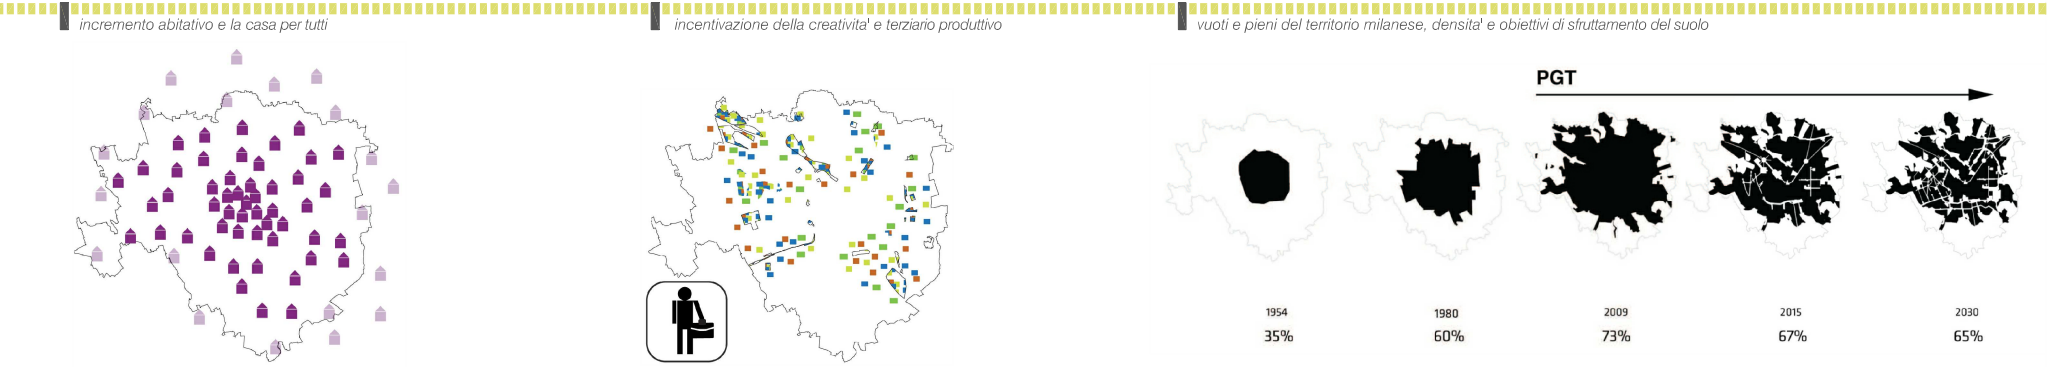 incremento abitativo e la casa per tutti
incentivazione della creativita' e terziario produttivo
vuoti e pieni del territorio milanese, densita' e obiettivi di sfruttamento del suolo
PGT
1954
35%
1980
60%
2009
73%
2015
67%
2030
65%